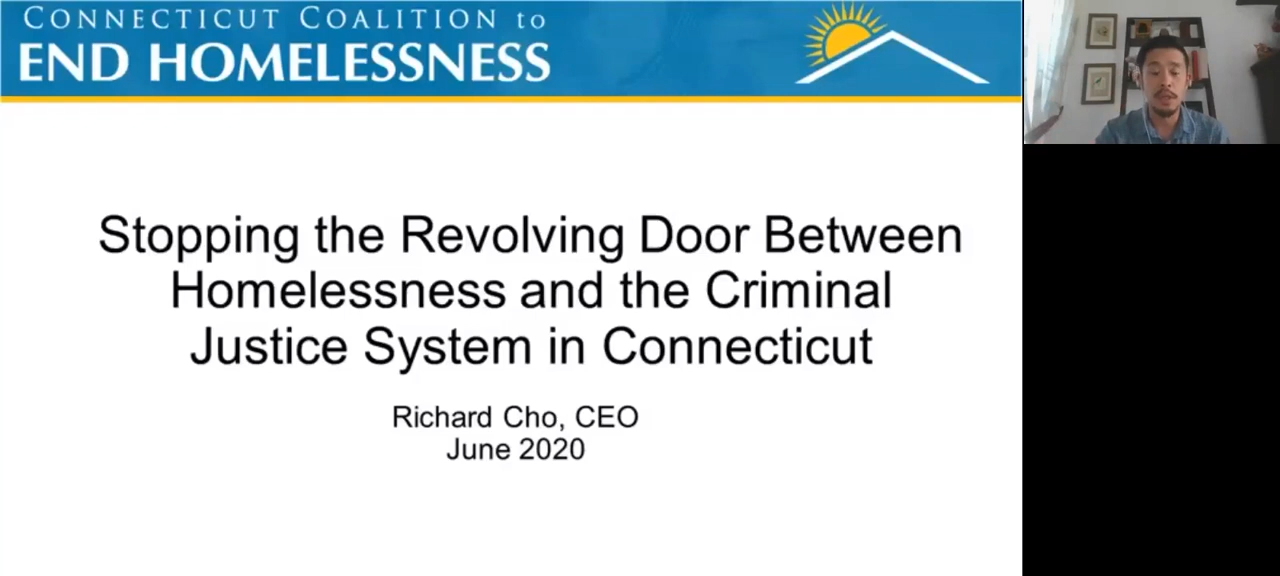 CONNECTICUT COALITION to
END HOMELESSNESS
Stopping the Revolving Door Between
Homelessness and the Criminal
Justice System in Connecticut
Richard Cho, CEO
June 2020